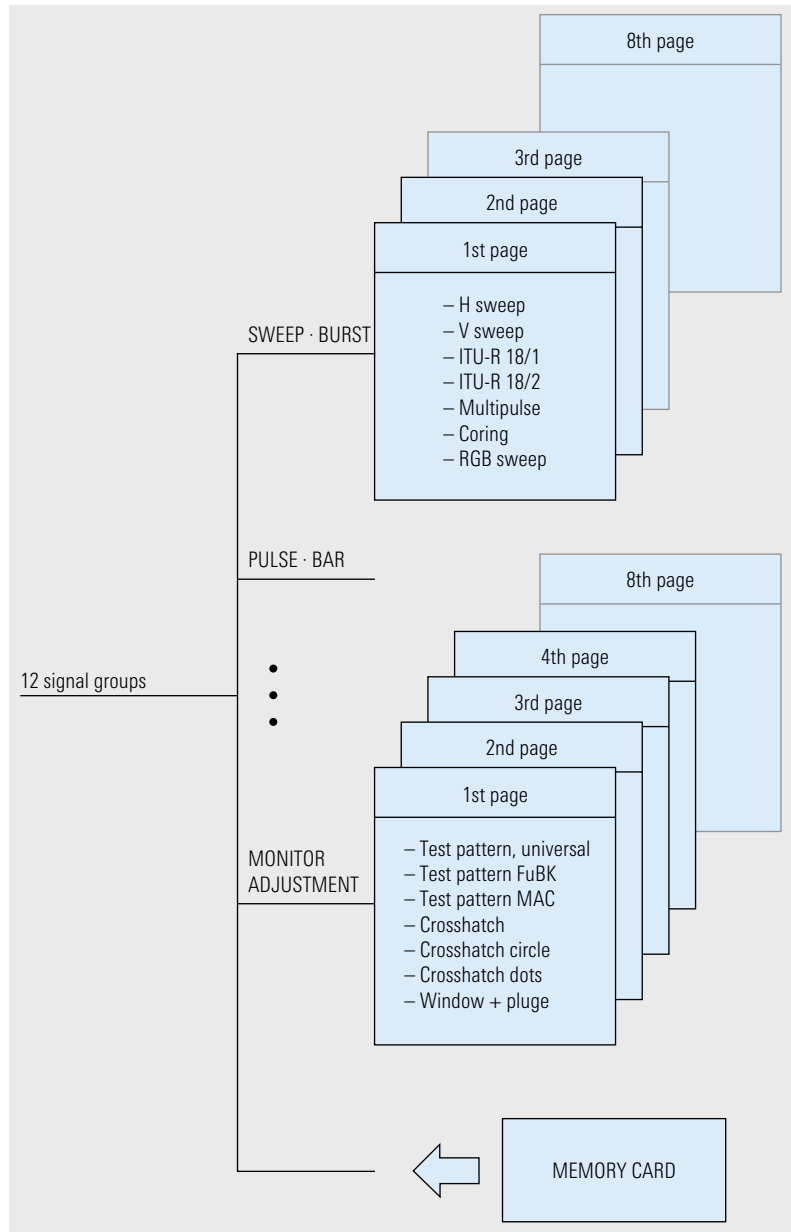 8th page
3rd page
2nd page
1st page
– H sweep
– V sweep
SWEEP · BURST
– ITU-R 18/1
– ITU-R 18/2
– Multipulse
– Coring
– RGB sweep
PULSE · BAR
8th page
4th page
12 signal groups
3rd page
2nd page
1st page
– Test pattern, universal
MONITOR
ADJUSTMENT
– Test pattern FuBK
– Test pattern MAC
– Crosshatch
– Crosshatch circle
– Crosshatch dots
– Window + pluge
MEMORY CARD